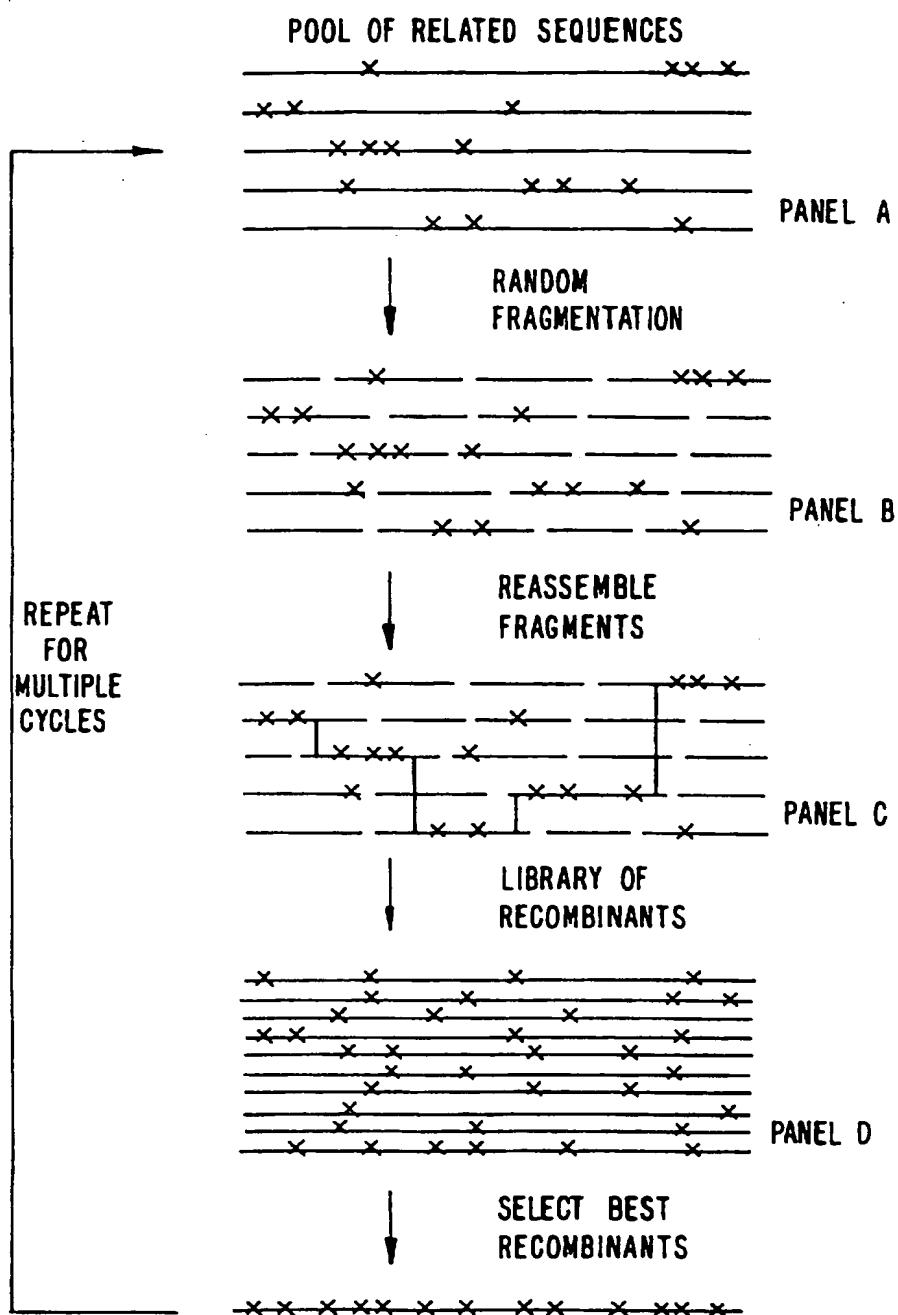 POOL OF RELATED SEQUENCES
PANEL A
RANDOM
FRAGMENTATION
PANEL B
REASSEMBLE
FRAGMENTS
REPEAT
FOR
MULTIPLE
CYCLES
PANEL C
LIBRARY OF
RECOMBINANTS
PANEL D
SELECT BEST
RECOMBINANTS